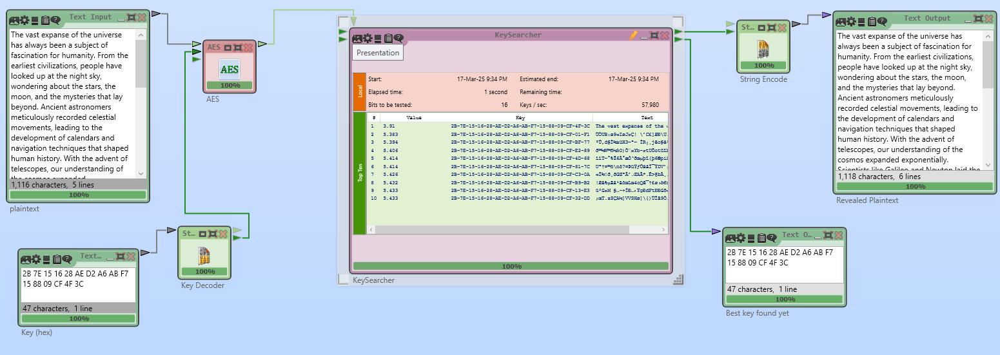 Text Input
The vast expanse of the universe
has always been a subject of
fascination for humanity. From the
earliest civilizations, people have
looked up at the night sky,
wondering about the stars, the
moon, and the mysteries that lay
beyond. Ancient astronomers
meticulously recorded celestial
movements, leading to the
development of calendars and
navigation techniques that shaped
human history. With the advent of
telescopes, our understanding of
the cosmos expanded
1,116 characters, 5 lines
100%
plaintext
AES
AES
100%
AES
KeySearcher
Presentation
Local
Start: 17-Mar-25 9:34 PM Estimated end: 17-Mar-25 9:34 PM
Elapsed time: 1 second Remaining time:
Bits to be tested: 16 Keys / sec: 57,980
Top Ten
# Value Key Text
1 3.91 2B-7E-15-16-28-AE-D2-A6-AB-F7-15-88-09-CF-4F-3C The vast expanse of the u
2 5.383 2B-7E-15-16-28-AE-D2-A6-AB-F7-15-88-09-CF-01-F1
3 5.394 2B-7E-15-16-28-AE-D2-A6-AB-F7-15-88-09-CF-BF-77
4 5.406 2B-7E-15-16-28-AE-D2-A6-AB-F7-15-88-09-CF-E2-89
5 5.414 2B-7E-15-16-28-AE-D2-A6-AB-F7-15-88-09-CF-4D-68
6 5.414 2B-7E-15-16-28-AE-D2-A6-AB-F7-15-88-09-CF-81-7C
7 5.426 2B-7E-15-16-28-AE-D2-A6-AB-F7-15-88-09-CF-C3-0A
8 5.432 2B-7E-15-16-28-AE-D2-A6-AB-F7-15-88-09-CF-B9-B2
9 5.433 2B-7E-15-16-28-AE-D2-A6-AB-F7-15-88-09-CF-13-E3
10 5.433 2B-7E-15-16-28-AE-D2-A6-AB-F7-15-88-09-CF-32-DD
100%
KeySearcher
St...
100%
String Encode
Text Output
The vast expanse of the universe
has always been a subject of
fascination for humanity. From the
earliest civilizations, people have
looked up at the night sky,
wondering about the stars, the moon,
and the mysteries that lay beyond.
Ancient astronomers meticulously
recorded celestial movements, leading
to the development of calendars and
navigation techniques that shaped
human history. With the advent of
telescopes, our understanding of the
cosmos expanded exponentially.
Scientists like Galileo and Newton laid the
1,118 characters, 6 lines
100%
Revealed Plaintext
Text...
2B 7E 15 16 28 AE D2 A6 AB F7
15 88 09 CF 4F 3C
47 characters, 1 line
100%
Key (hex)
St...
100%
Key Decoder
Text O...
2B 7E 15 16 28 AE D2 A6 AB F7
15 88 09 CF 4F 3C
47 characters, 1 line
100%
Best key found yet